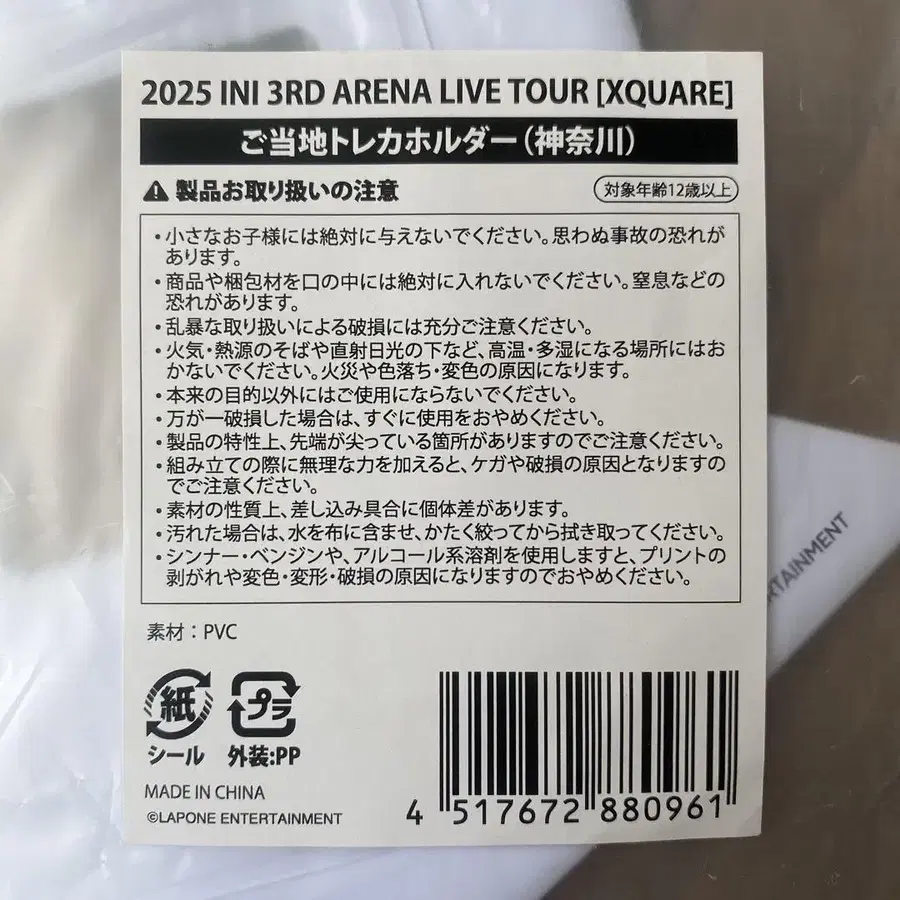 2025 INI 3RD ARENA LIVE TOUR [XQUARE]
ご当地トレカホルダー(神奈川)
製品お取り扱いの注意
対象年齢12歳以上
・小さなお子様には絶対に与えないでください。思わぬ事故の恐れが
あります。
・商品や梱包材を口の中には絶対に入れないでください。窒息などの
恐れがあります。
・乱暴な取り扱いによる破損には充分ご注意ください。
・火気・熱源のそばや直射日光の下など、高温・多湿になる場所にはお
かないでください。火災や色落ち・変色の原因になります。
・本来の目的以外にはご使用にならないでください。
・万が一破損した場合は、すぐに使用をおやめください。
・製品の特性上、先端が尖っている箇所がありますのでご注意ください。
・組み立ての際に無理な力を加えると、ケガや破損の原因となりますの
でご注意ください。
・素材の性質上、差し込み具合に個体差があります。
・汚れた場合は、水を布に含ませ、かたく絞ってから拭き取ってください。
・シンナー・ベンジンや、アルコール系溶剤を使用しますと、プリントの
剥がれや変色・変形・破損の原因になりますのでおやめください。
素材：PVC
紙
プラ
シール
外装:PP
MADE IN CHINA
©LAPONE ENTERTAINMENT
4 517672 880961
RTAINMENT